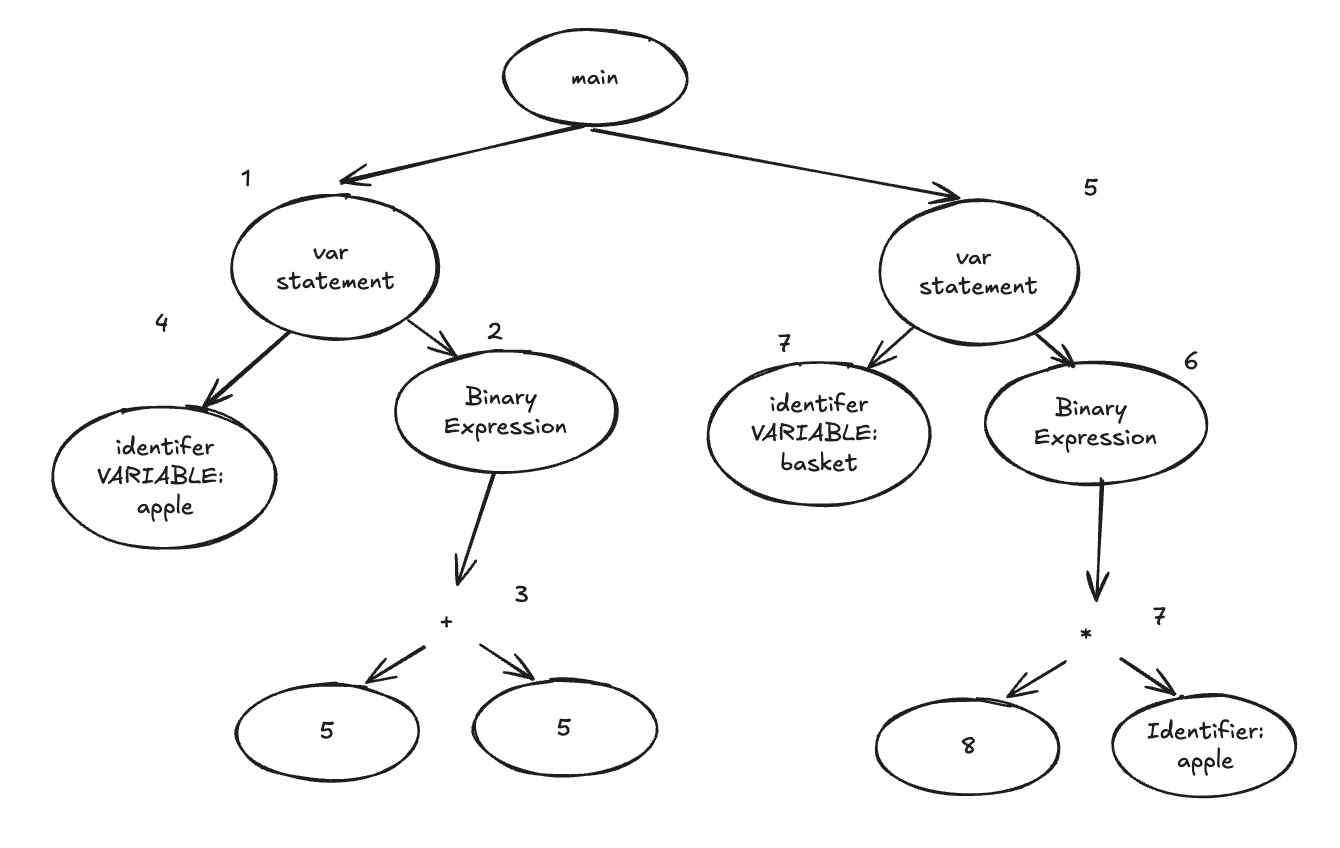 main
1
5
var
statement
var
statement
4
2
7
6
identifer
VARIABLE:
apple
Binary
Expression
identifer
VARIABLE:
basket
Binary
Expression
3
+
7
*
5
5
8
Identifier:
apple